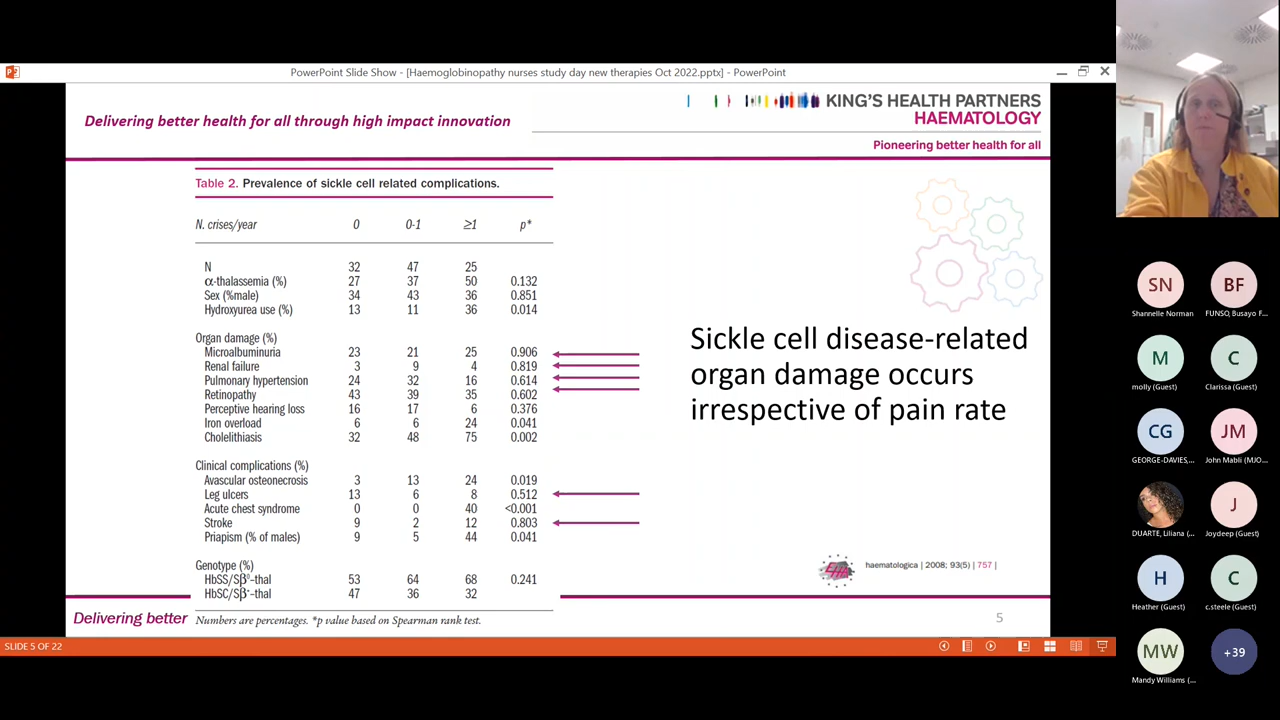 PowerPoint Slide Show - [Haemoglobinopathy nurses study day new therapies Oct 2022.pptx] - PowerPoint
Delivering better health for all through high impact innovation
KING'S HEALTH PARTNERS
HAEMATOLOGY
Pioneering better health for all
Table 2. Prevalence of sickle cell related complications.
N. crises/year 0 0-1 ≥1 p*
N 32 47 25
α-thalassemia (%) 27 37 50 0.132
Sex (%male) 34 43 36 0.851
Hydroxyurea use (%) 13 11 36 0.014
Organ damage (%)
Microalbuminuria 23 21 25 0.906
Renal failure 3 9 4 0.819
Pulmonary hypertension 24 32 16 0.614
Retinopathy 43 39 35 0.602
Perceptive hearing loss 16 17 6 0.376
Iron overload 6 6 24 0.041
Cholelithiasis 32 48 75 0.002
Clinical complications (%)
Avascular osteonecrosis 3 13 24 0.019
Leg ulcers 13 6 8 0.512
Acute chest syndrome 0 0 40 <0.001
Stroke 9 2 12 0.803
Priapism (% of males) 9 5 44 0.041
Genotype (%)
HbSS/Sβ⁰-thal 53 64 68 0.241
HbSC/Sβ⁺-thal 47 36 32
Numbers are percentages. *p value based on Spearman rank test.
Sickle cell disease-related
organ damage occurs
irrespective of pain rate
haematologica | 2008; 93(5) | 757 |
Delivering better
5
SLIDE 5 OF 22
SN
Shannelle Norman
BF
FUNSO, Busayo F...
M
molly (Guest)
C
Clarissa (Guest)
CG
GEORGE-DAVIES,...
JM
John Mabli (MJO...
DUARTE, Liliana (...
J
Joydeep (Guest)
H
Heather (Guest)
C
c.steele (Guest)
MW
Mandy Williams (...
+39